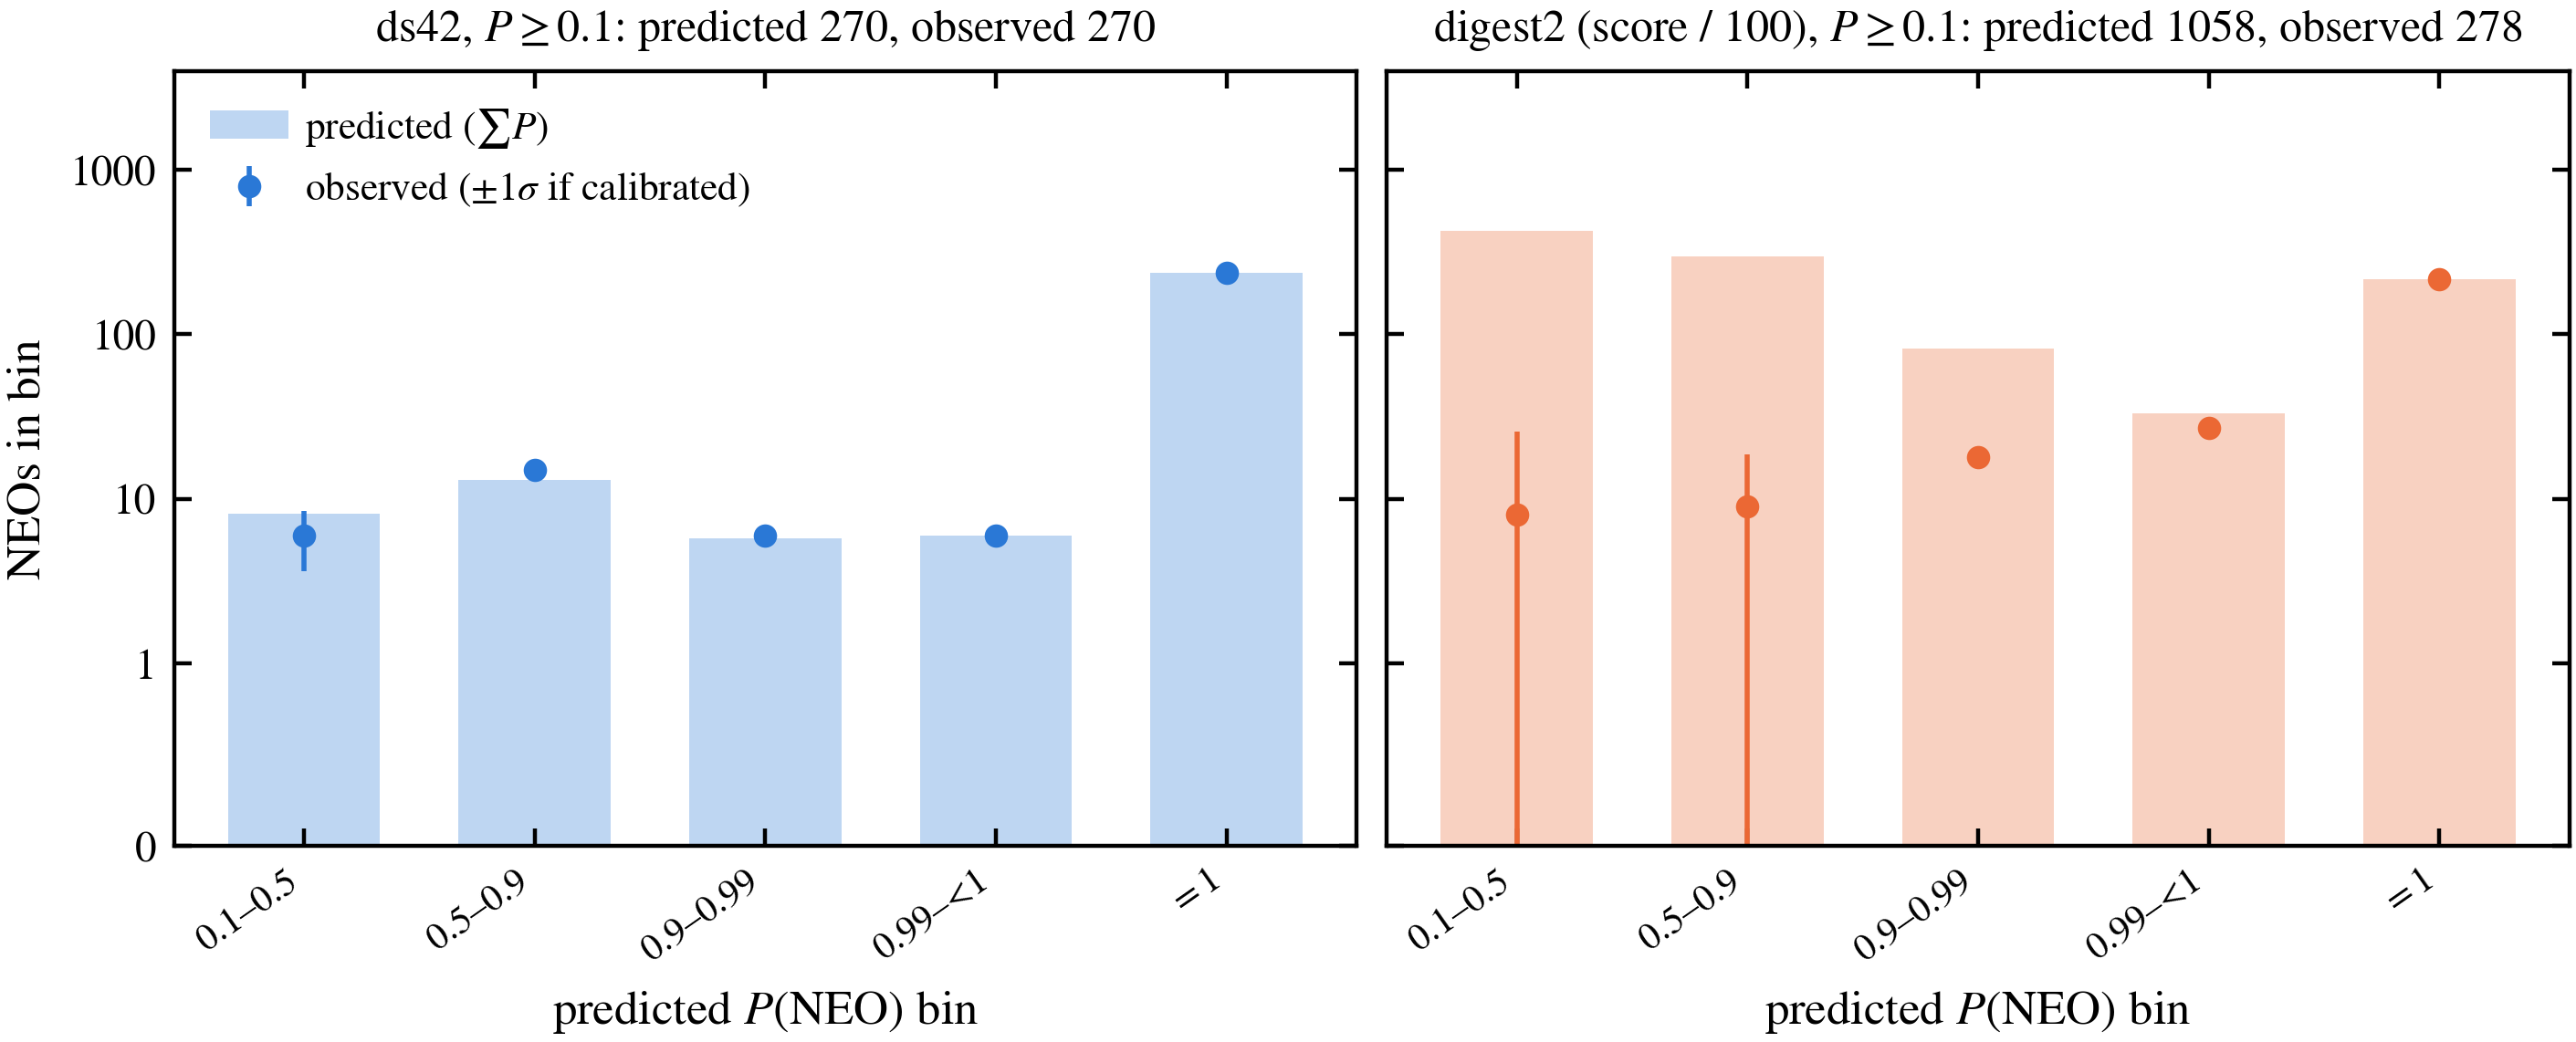 ds42, P ≥ 0.1: predicted 270, observed 270
digest2 (score / 100), P ≥ 0.1: predicted 1058, observed 278
predicted (∑P)
observed (±1σ if calibrated)
NEOs in bin
1000
100
10
1
0
0.1–0.5
0.5–0.9
0.9–0.99
0.99–<1
=1
0.1–0.5
0.5–0.9
0.9–0.99
0.99–<1
=1
predicted P(NEO) bin
predicted P(NEO) bin